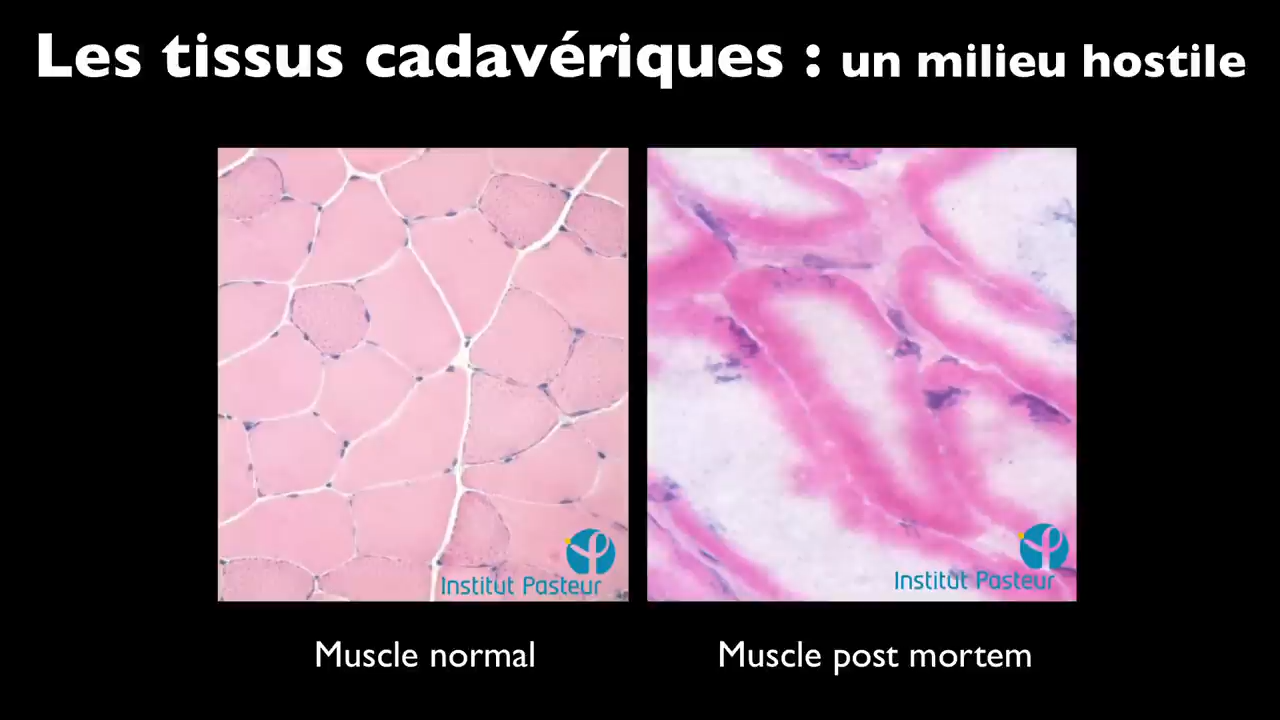 Les tissus cadavériques : un milieu hostile
Institut Pasteur
Institut Pasteur
Muscle normal
Muscle post mortem